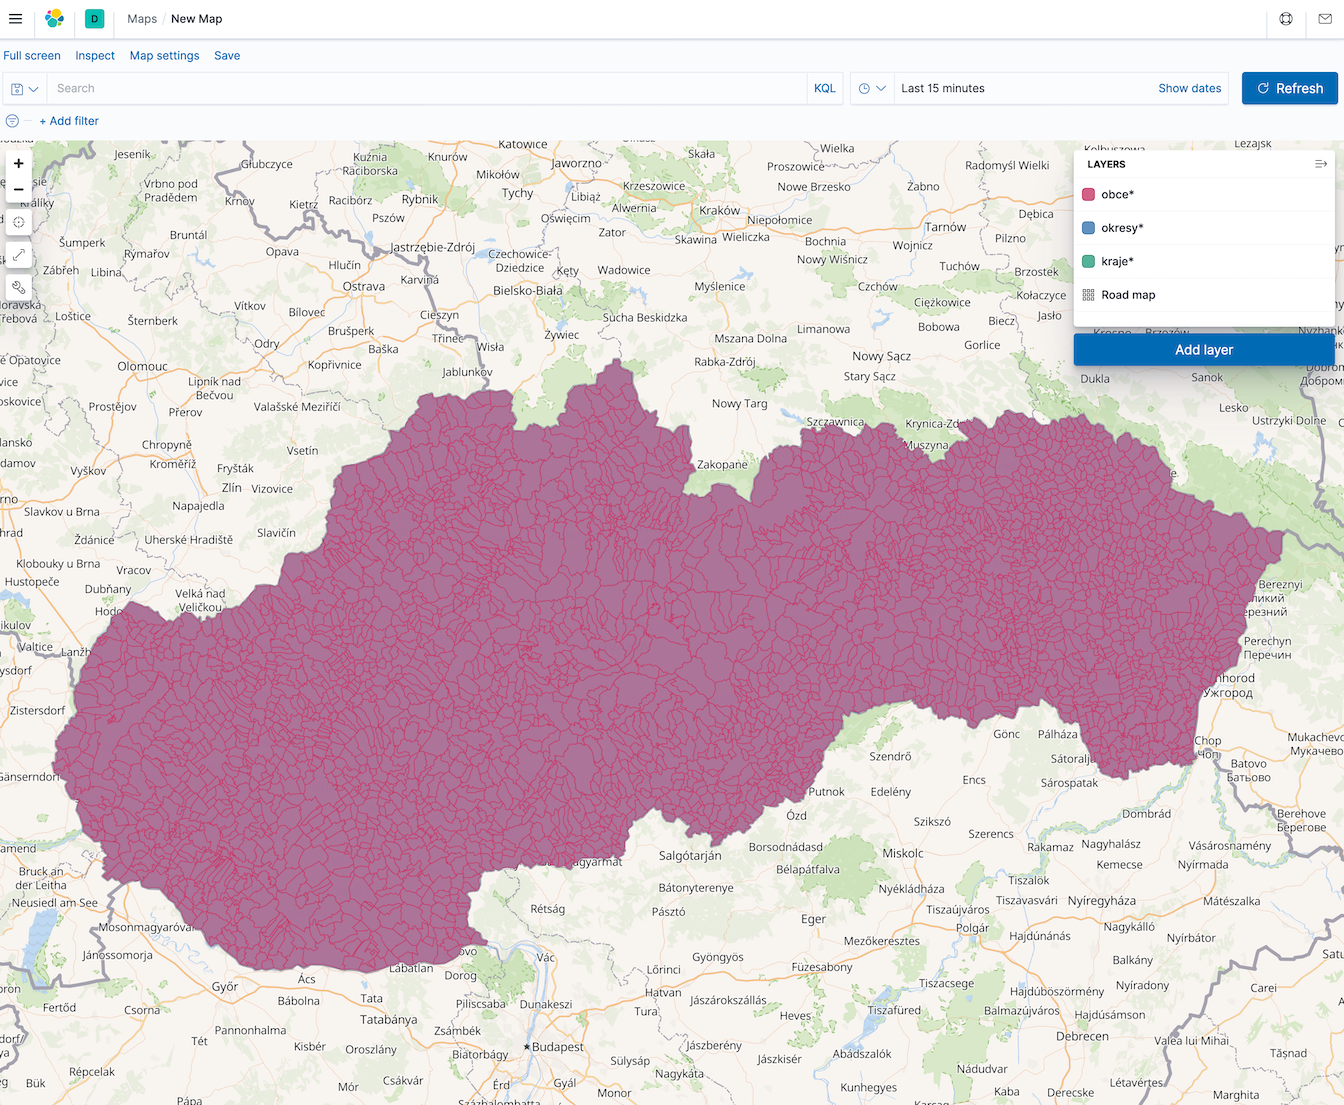 D
Maps / New Map
Full screen Inspect Map settings Save
Search
KQL
Last 15 minutes
Show dates
Refresh
+ Add filter
LAYERS
obce*
okresy*
kraje*
Road map
Add layer
Jeseník
Głubczyce
Kuźnia
Raciborska
Knurów
Katowice
Jaworzno
Skała
Wielka
Proszowice
Radomyśl Wielki
Kolbuszowa
Leżajsk
Vrbno pod
Pradědem
Krnov
Kietrz
Racibórz
Rybnik
Mikołów
Tychy
Libiąż
Krzeszowice
Alwernia
Kraków
Nowe Brzesko
Żabno
Dębica
Pszów
Oświęcim
Zator
Niepołomice
Skawina
Wieliczka
Bochnia
Tarnów
Wojnicz
Pilzno
Šumperk
Bruntál
Rýmařov
Opava
Jastrzębie-Zdrój
Czechowice-
Dziedzice
Kęty
Wadowice
Nowy Wiśnicz
Tuchów
Brzostek
Zábřeh
Libina
Hlučín
Ostrava
Karviná
Bielsko-Biała
Myślenice
Czchów
Ciężkowice
Kołaczyce
Loštice
Šternberk
Vítkov
Bílovec
Cieszyn
Sucha Beskidzka
Limanowa
Bobowa
Biecz
Jasło
Krosno
Brzozów
Odry
Brušperk
Baška
Třinec
Wisła
Żywiec
Mszana Dolna
Gorlice
Olomouc
Kopřivnice
Jablunkov
Rabka-Zdrój
Nowy Sącz
Stary Sącz
Dukla
Sanok
Lipník nad
Bečvou
Prostějov
Přerov
Valašské Meziříčí
Nowy Targ
Szczawnica
Krynica-Zd
Muszyna
Lesko
Ustrzyki Dolne
Chropyně
Kroměříž
Vsetín
Zakopane
Vyškov
Fryšták
Zlín
Vizovice
Slavkov u Brna
Napajedla
Ždánice
Uherské Hradiště
Slavičín
Klobouky u Brna
Vracov
Hustopeče
Dubňany
Velká nad
Veličkou
Hodo
Valtice
Lanžh
Zistersdorf
Gänserndorf
Bereznyi
Perechyn
Перечин
Ужгород
Chop
Чоп
Mukachevo
Мукачево
Batovo
Батьово
Berehove
Берегове
Gönc
Pálháza
Sátoralj
Sárospatak
Szendrő
Encs
Putnok
Edelény
Ózd
Dombrád
Szikszó
Szerencs
Rakamaz
Nagyhalász
Vásárosnamény
Bruck an
der Leitha
Neusiedl am See
Salgótarján
Borsodnádasd
Bélapátfalva
Miskolc
Kemecse
Nyírmada
Bátonyterenye
Nyékládháza
Tiszalök
Tiszavasvári
Nyíregyháza
Mátészalka
Mosonmagyaróvár
Jánossomorja
Rétság
Pásztó
Eger
Tiszaújváros
Polgár
Hajdúnánás
Nagykálló
Nyírbátor
Mezőkeresztes
Lábatlan
Dorog
Vác
Gyöngyös
Lőrinci
Füzesabony
Balkány
Ács
Győr
Bábolna
Tata
Tatabánya
Piliscsaba
Dunakeszi
Hatvan
Tura
Jászárokszállás
Heves
Tiszacsege
Tiszafüred
Hajdúböszörmény
Balmazújváros
Hajdúsámson
Nyíradony
Carei
Fertőd
Csorna
Pannonhalma
Tét
Kisbér
Oroszlány
Zsámbék
Biatorbágy
Budapest
Sülysáp
Nagykáta
Jászberény
Jászkisér
Abádszalók
Debrecen
Valea lui Mihai
Tășnad
Répcelak
Bük
Pápa
Mór
Csákvár
Érd
Gyál
Monor
Százhalombatta
Kunhegyes
Nádudvar
Kaba
Derecske
Létavértes
Marghita